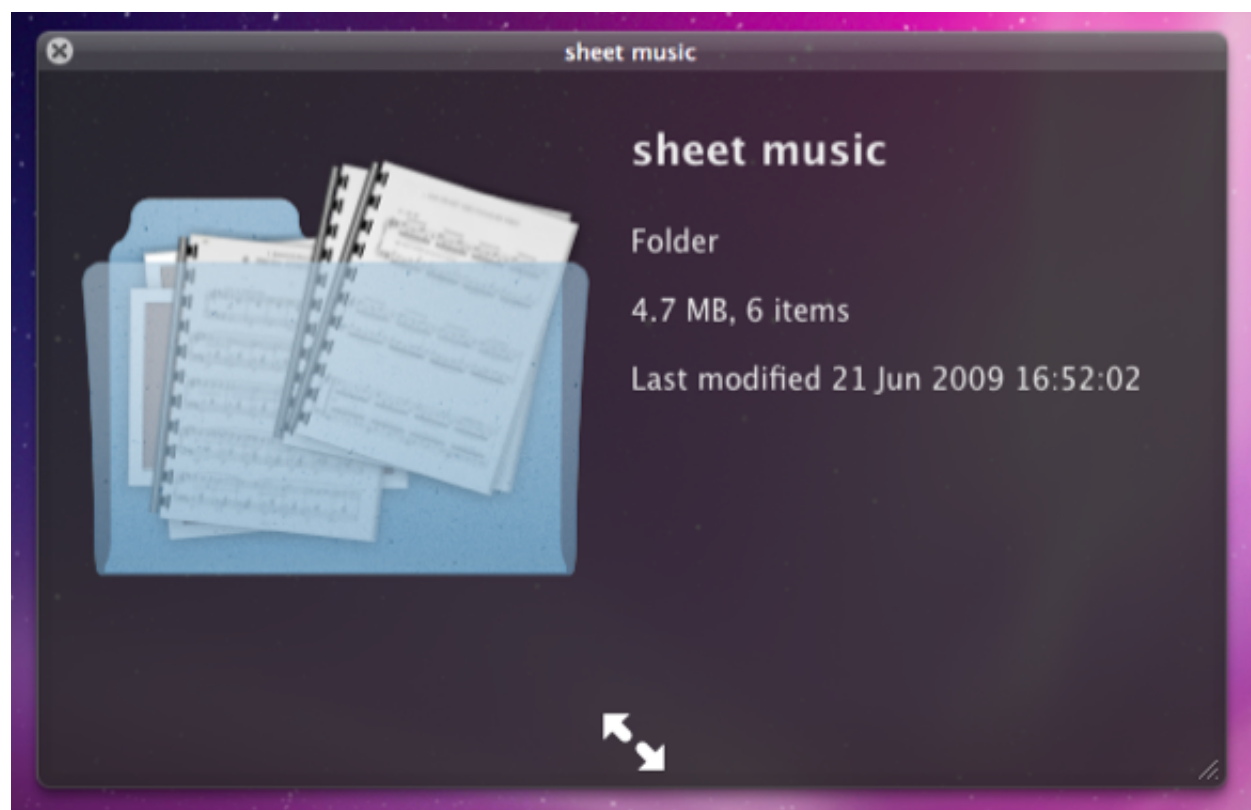 sheet music
sheet music
Folder
4.7 MB, 6 items
Last modified 21 Jun 2009 16:52:02